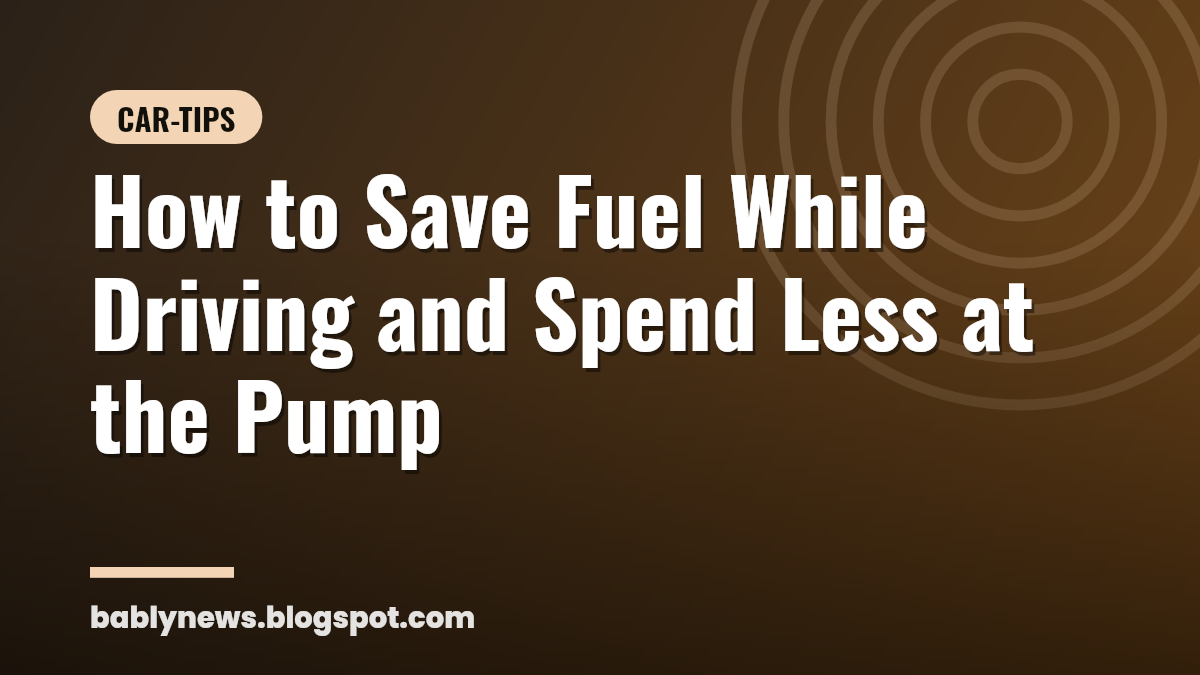 CAR-TIPS
How to Save Fuel While
Driving and Spend Less at
the Pump
bablynews.blogspot.com